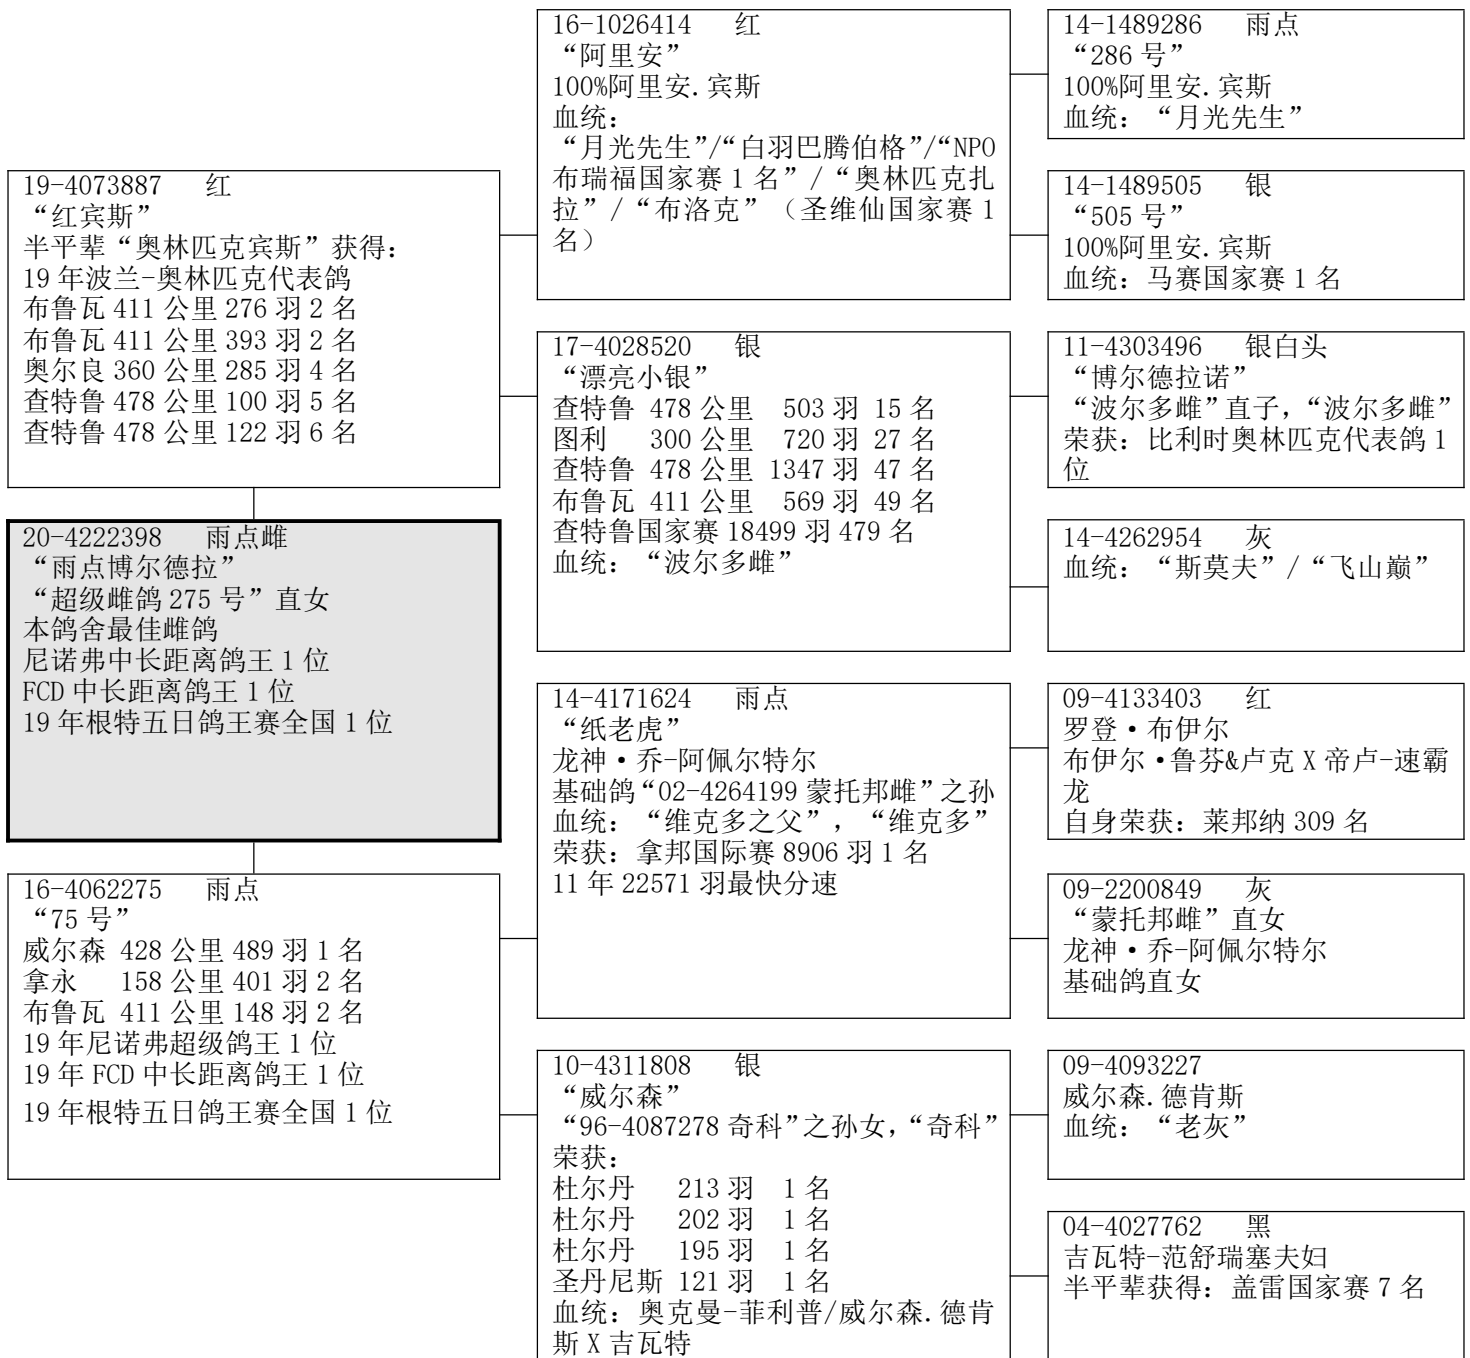 16-1026414 红
“阿里安”
100%阿里安.宾斯
血统：
“月光先生”/“白羽巴腾伯格”/“NPO
布瑞福国家赛1名”/“奥林匹克扎
拉”/“布洛克”（圣维仙国家赛1
名）
14-1489286 雨点
“286号”
100%阿里安.宾斯
血统：“月光先生”
19-4073887 红
“红宾斯”
半平辈“奥林匹克宾斯”获得：
19年波兰-奥林匹克代表鸽
布鲁瓦411公里276羽2名
布鲁瓦411公里393羽2名
奥尔良360公里285羽4名
查特鲁478公里100羽5名
查特鲁478公里122羽6名
14-1489505 银
“505号”
100%阿里安.宾斯
血统：马赛国家赛1名
17-4028520 银
“漂亮小银”
查特鲁 478公里 503羽 15名
图利 300公里 720羽 27名
查特鲁 478公里 1347羽 47名
布鲁瓦 411公里 569羽 49名
查特鲁国家赛18499羽479名
血统：“波尔多雌”
11-4303496 银白头
“博尔德拉诺”
“波尔多雌”直子，“波尔多雌”
荣获：比利时奥林匹克代表鸽1
位
14-4262954 灰
血统：“斯莫夫”/“飞山巅”
20-4222398 雨点雌
“雨点博尔德拉”
“超级雌鸽275号”直女
本鸽舍最佳雌鸽
尼诺弗中长距离鸽王1位
FCD中长距离鸽王1位
19年根特五日鸽王赛全国1位
14-4171624 雨点
“纸老虎”
龙神•乔-阿佩尔特尔
基础鸽“02-4264199蒙托邦雌”之孙
血统：“维克多之父”，“维克多”
荣获：拿邦国际赛8906羽1名
11年22571羽最快分速
09-4133403 红
罗登•布伊尔
布伊尔•鲁芬&卢克X帝卢-速霸
龙
自身荣获：莱邦纳309名
16-4062275 雨点
“75号”
威尔森 428公里489羽1名
拿永 158公里401羽2名
布鲁瓦 411公里148羽2名
19年尼诺弗超级鸽王1位
19年FCD中长距离鸽王1位
19年根特五日鸽王赛全国1位
09-2200849 灰
“蒙托邦雌”直女
龙神•乔-阿佩尔特尔
基础鸽直女
10-4311808 银
“威尔森”
“96-4087278奇科”之孙女，“奇科”
荣获：
杜尔丹 213羽 1名
杜尔丹 202羽 1名
杜尔丹 195羽 1名
圣丹尼斯 121羽 1名
血统：奥克曼-菲利普/威尔森.德肯
斯X吉瓦特
09-4093227
威尔森.德肯斯
血统：“老灰”
04-4027762 黑
吉瓦特-范舒瑞塞夫妇
半平辈获得：盖雷国家赛7名